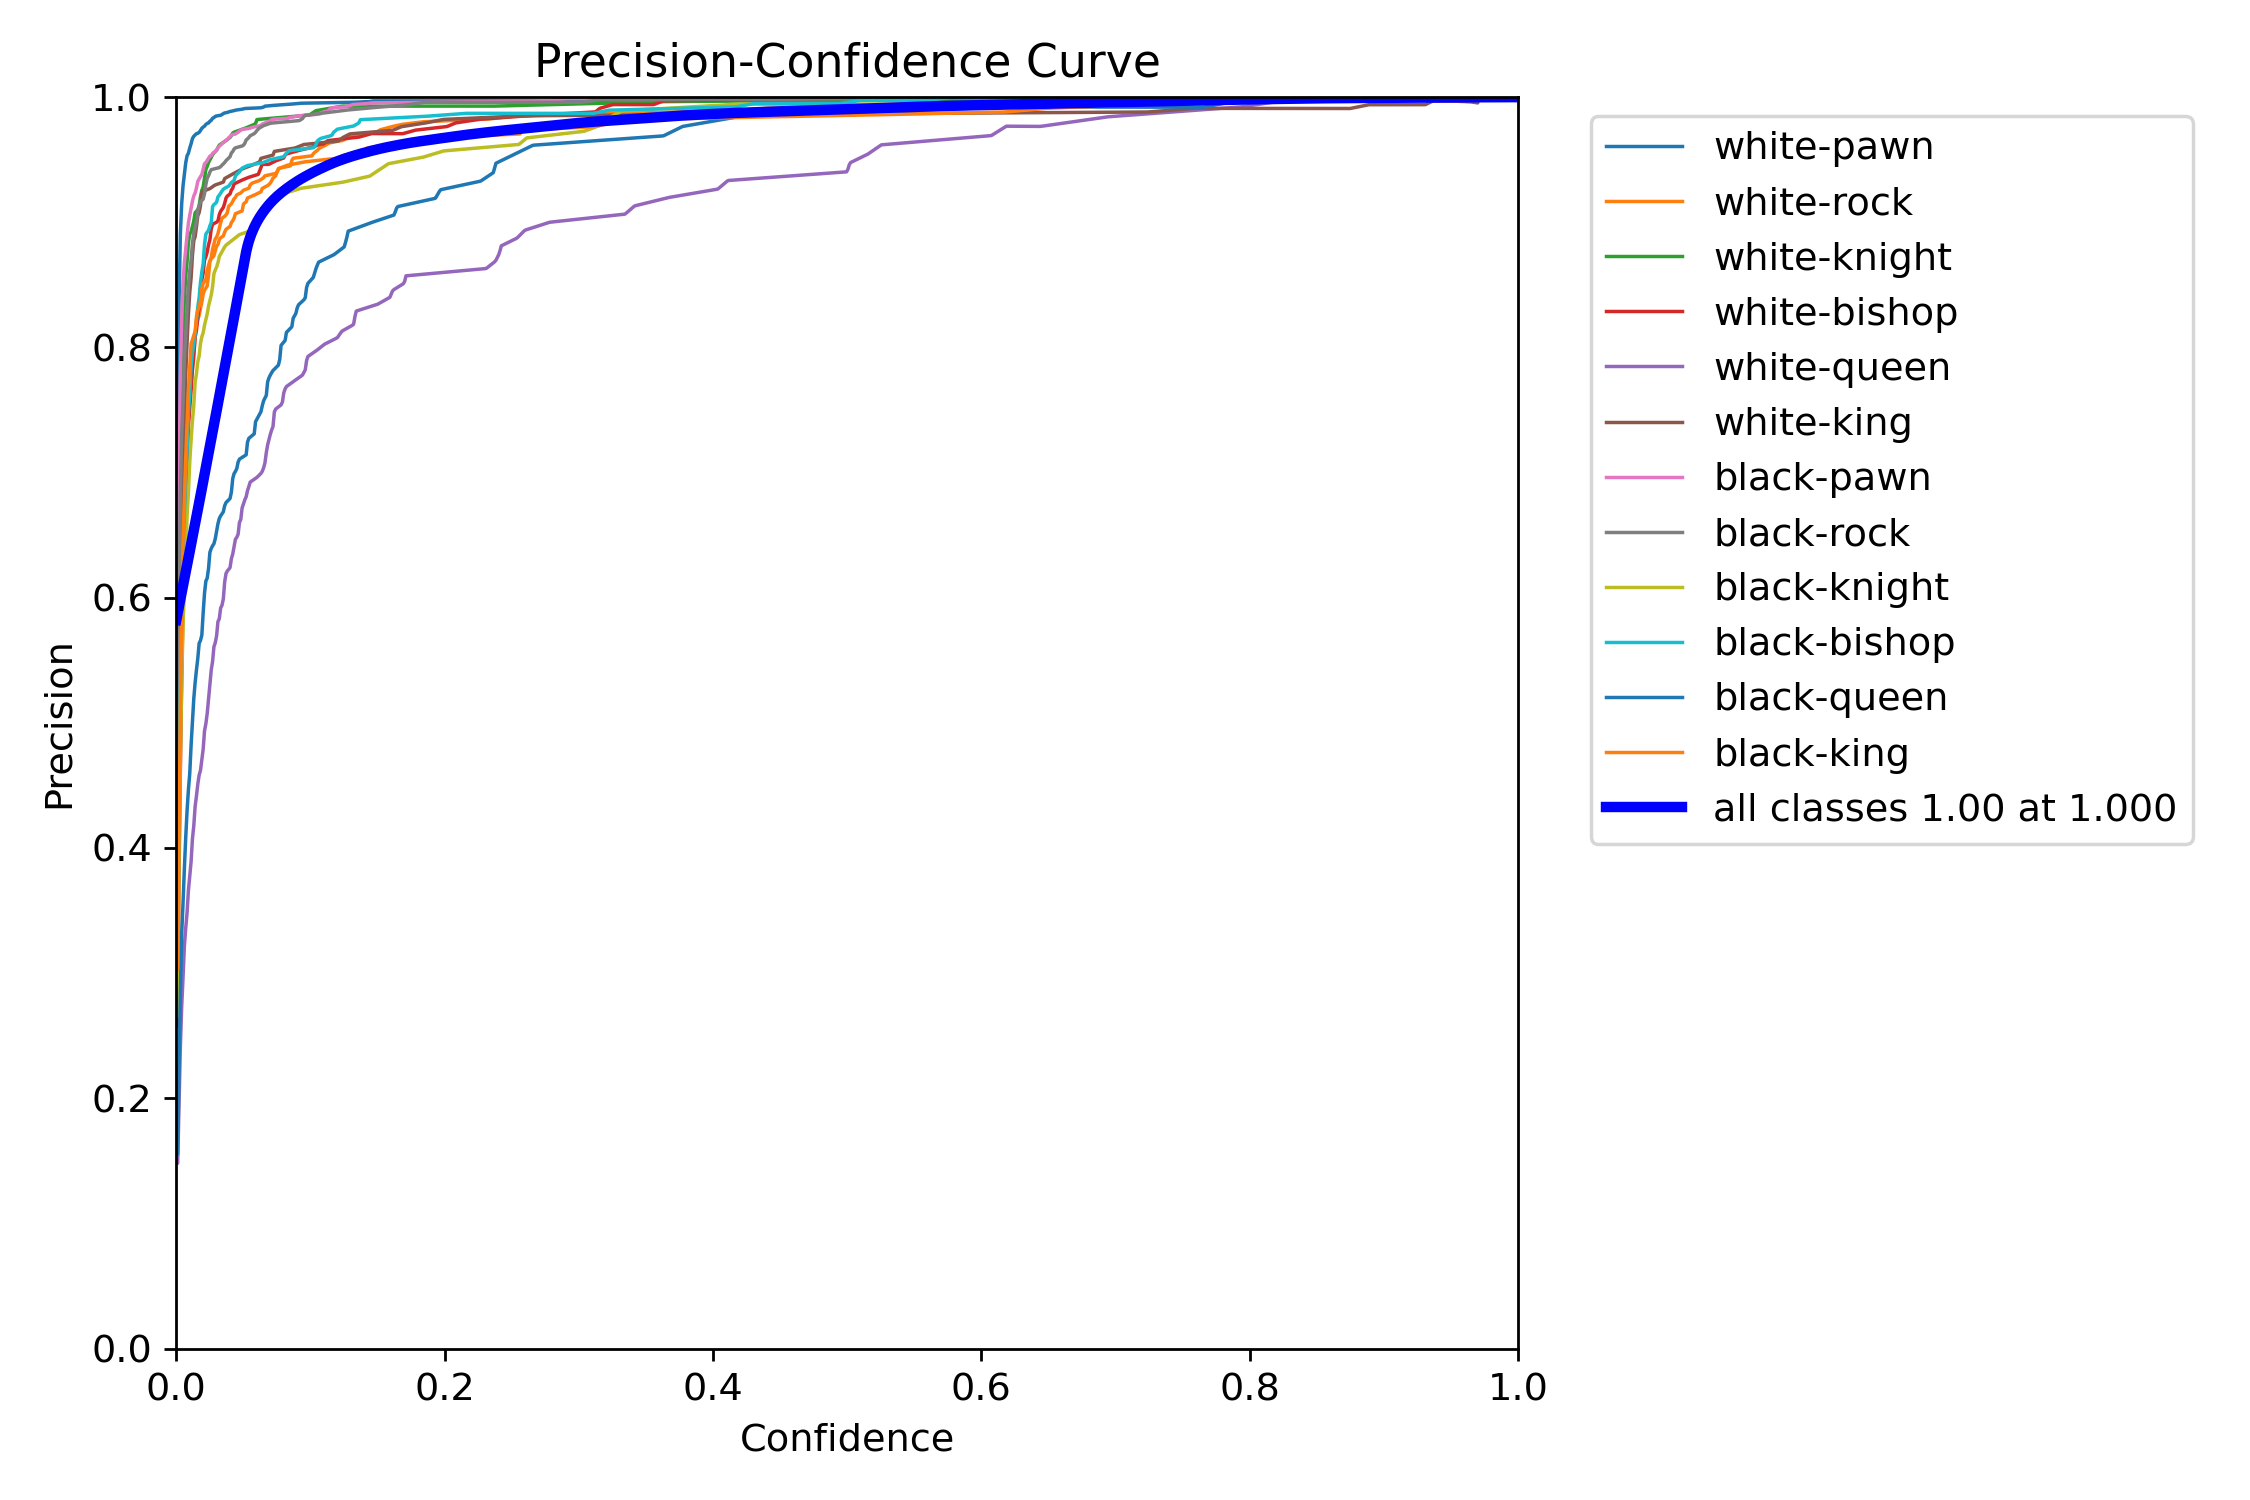 Precision-Confidence Curve
1.0
0.8
0.6
0.4
0.2
0.0
Precision
0.0 0.2 0.4 0.6 0.8 1.0
Confidence
white-pawn
white-rock
white-knight
white-bishop
white-queen
white-king
black-pawn
black-rock
black-knight
black-bishop
black-queen
black-king
all classes 1.00 at 1.000